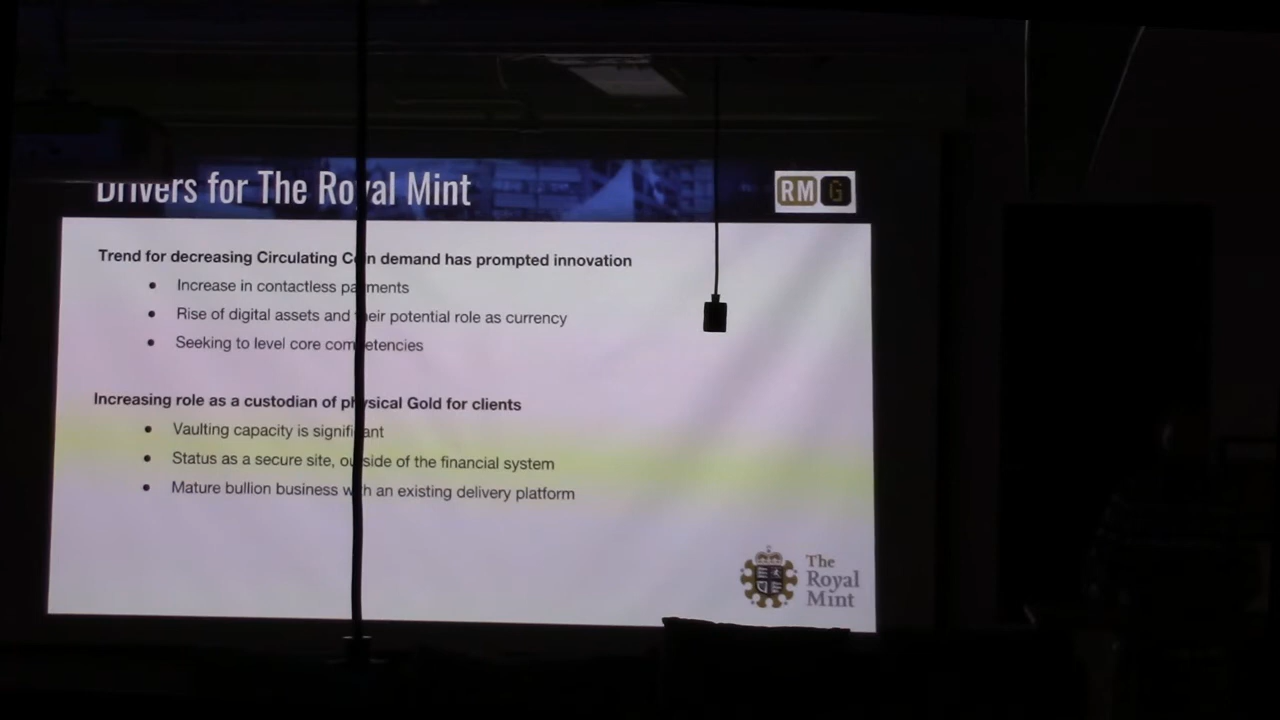 Drivers for The Royal Mint
RM G
Trend for decreasing Circulating Coin demand has prompted innovation
Increase in contactless payments
Rise of digital assets and their potential role as currency
Seeking to level core competencies
Increasing role as a custodian of physical Gold for clients
Vaulting capacity is significant
Status as a secure site, outside of the financial system
Mature bullion business with an existing delivery platform
The
Royal
Mint